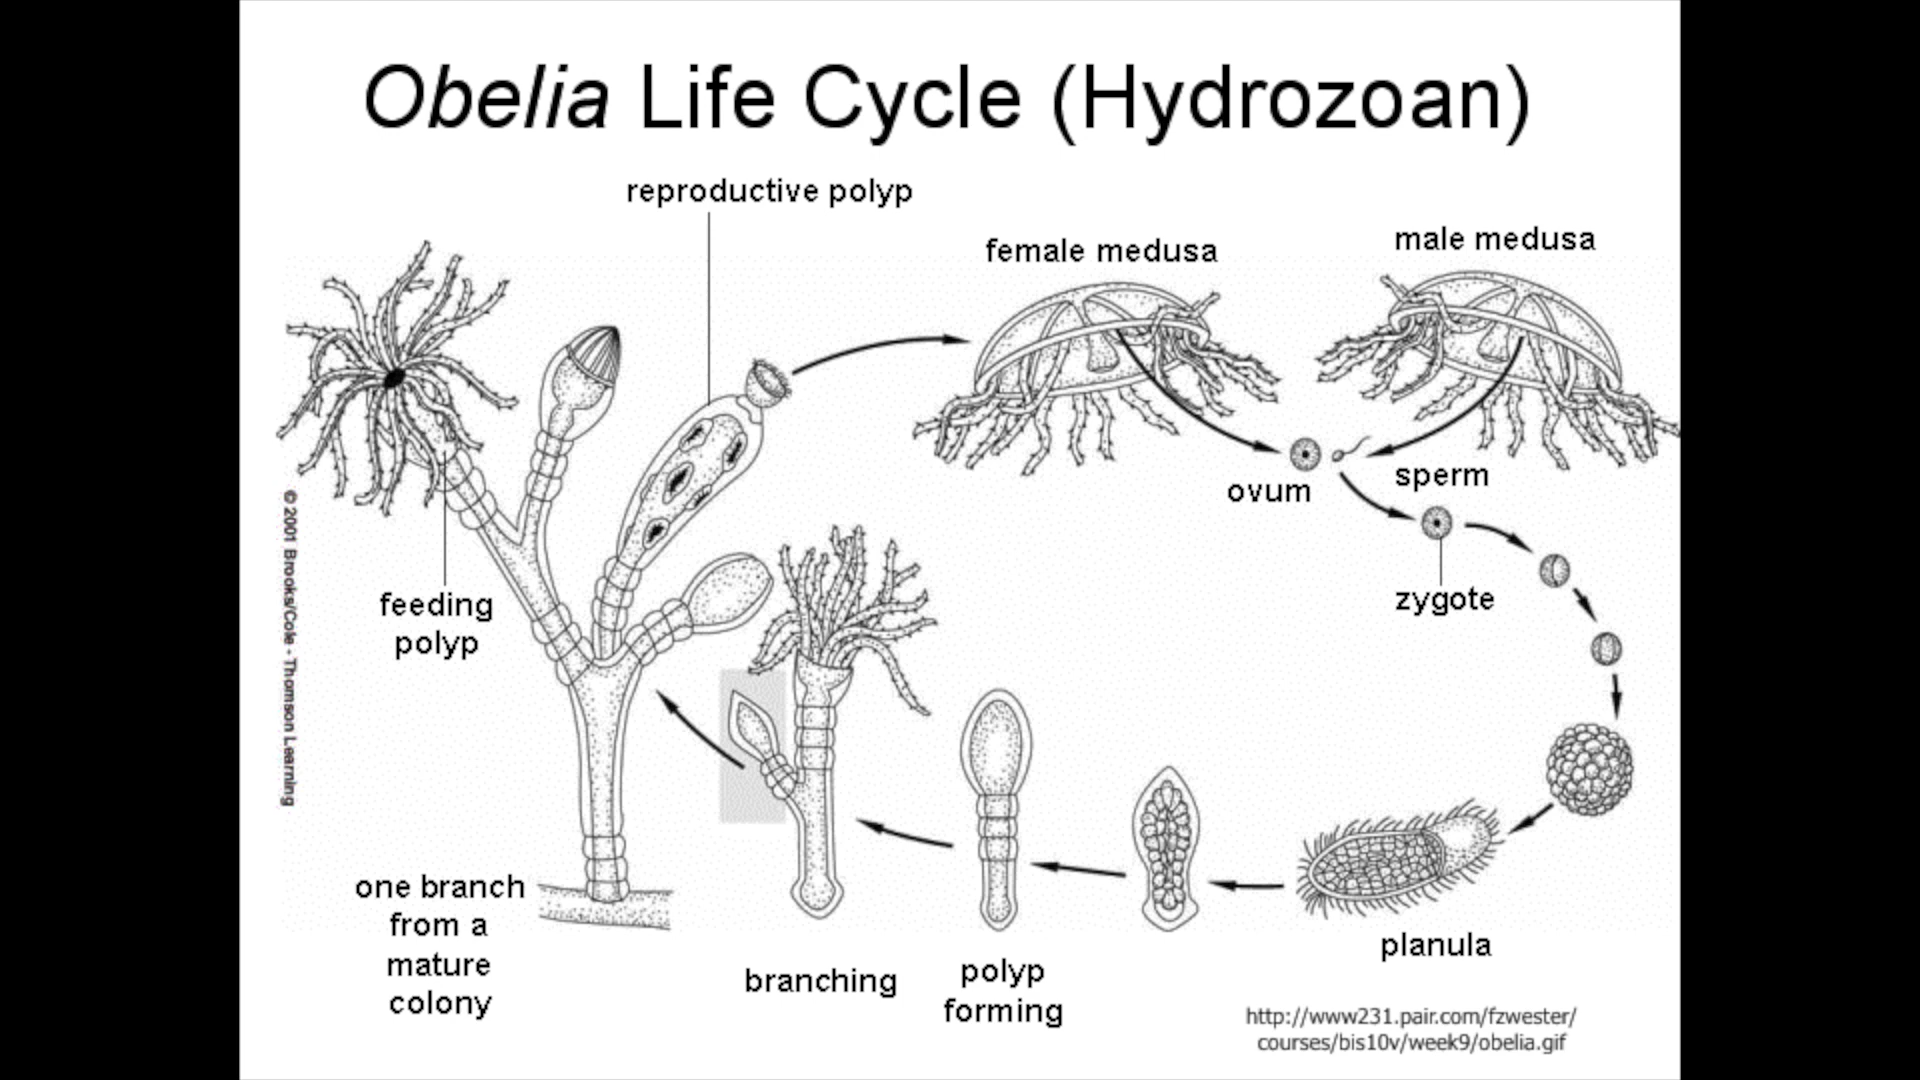 Obelia Life Cycle (Hydrozoan)
reproductive polyp
female medusa
male medusa
ovum
sperm
zygote
feeding
polyp
© 2001 Brooks/Cole - Thomson Learning
one branch
from a
mature
colony
branching
polyp
forming
planula
http://www231.pair.com/fzwester/
courses/bis10v/week9/obelia.gif